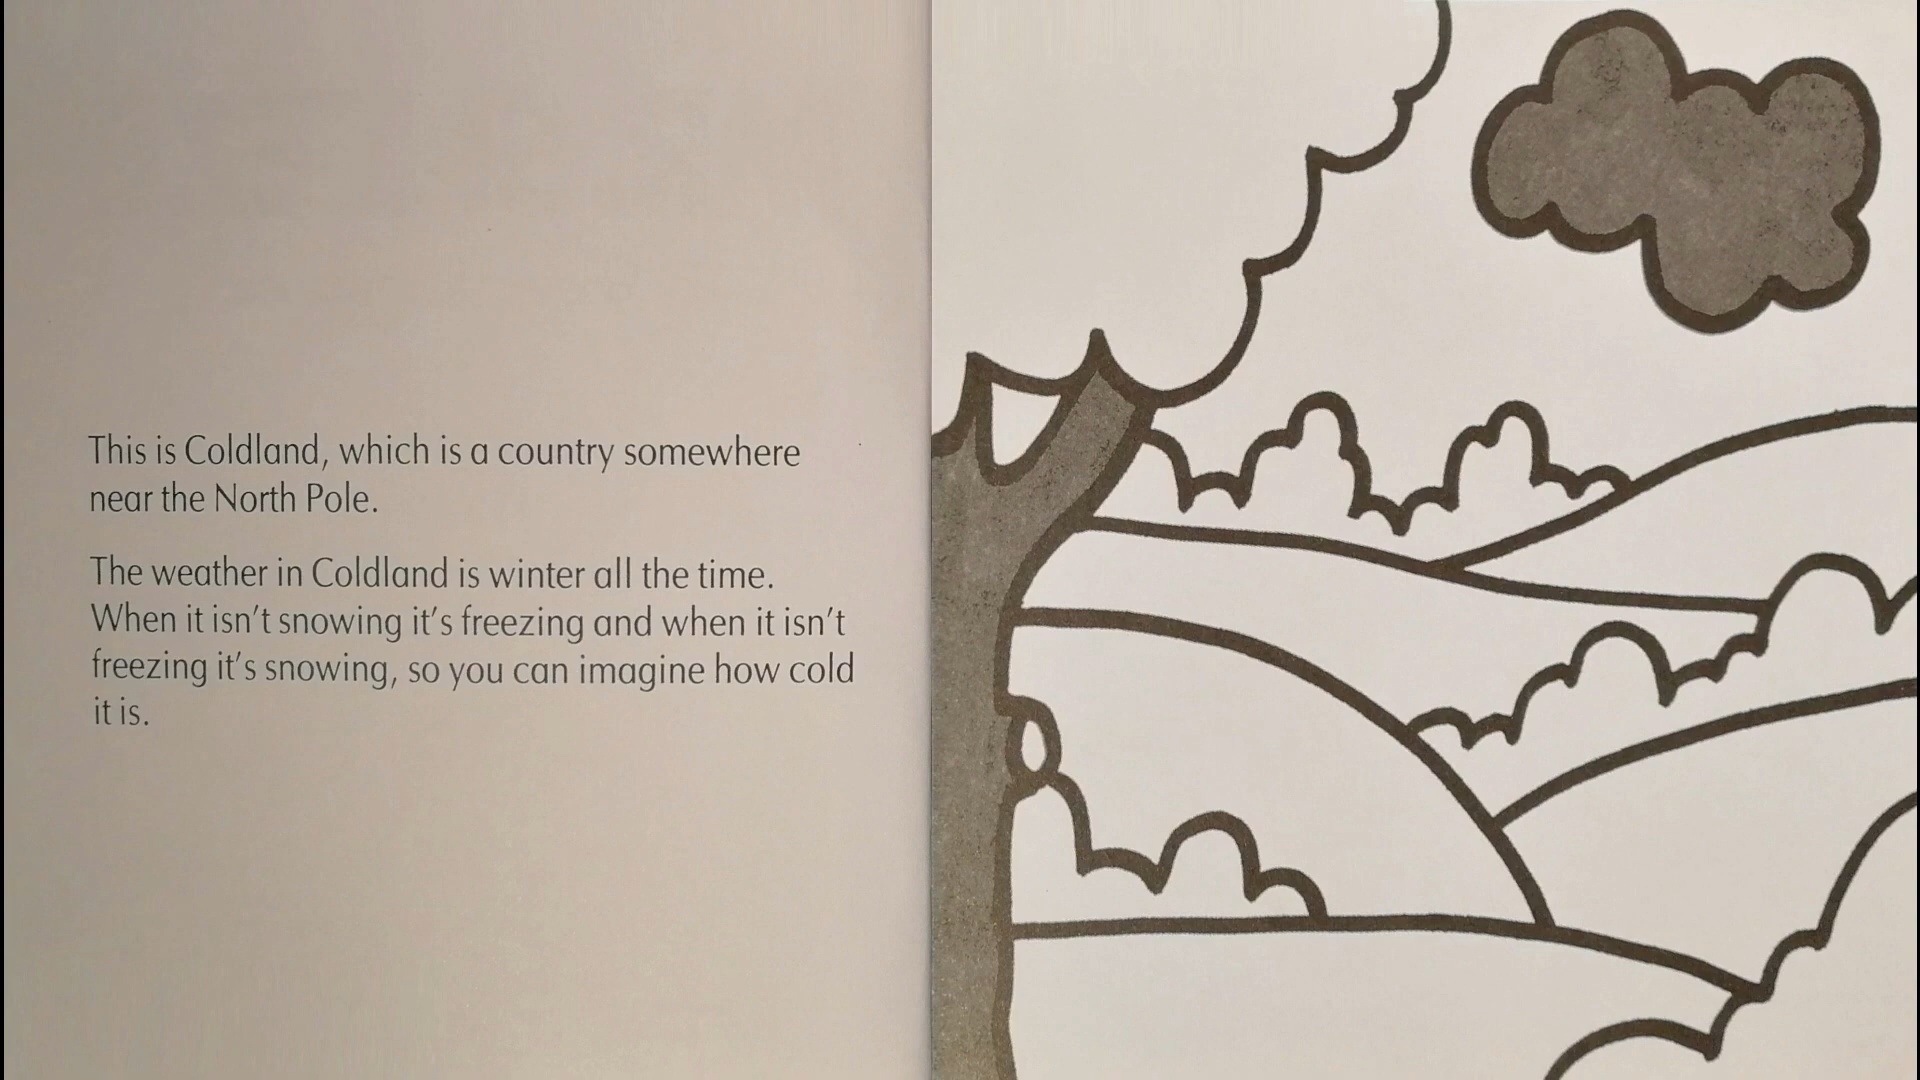 This is Coldland, which is a country somewhere
near the North Pole.
The weather in Coldland is winter all the time.
When it isn't snowing it's freezing and when it isn't
freezing it's snowing, so you can imagine how cold
it is.